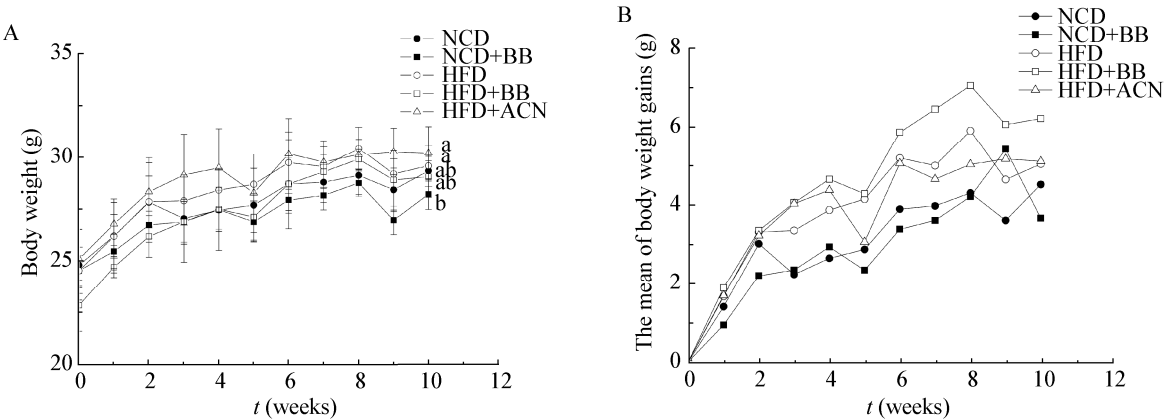 A
NCD
NCD+BB
HFD
HFD+BB
HFD+ACN
35
30
25
20
Body weight (g)
a
a
ab
ab
b
0 2 4 6 8 10 12
t (weeks)
B
NCD
NCD+BB
HFD
HFD+BB
HFD+ACN
8
6
4
2
0
The mean of body weight gains (g)
0 2 4 6 8 10 12
t (weeks)